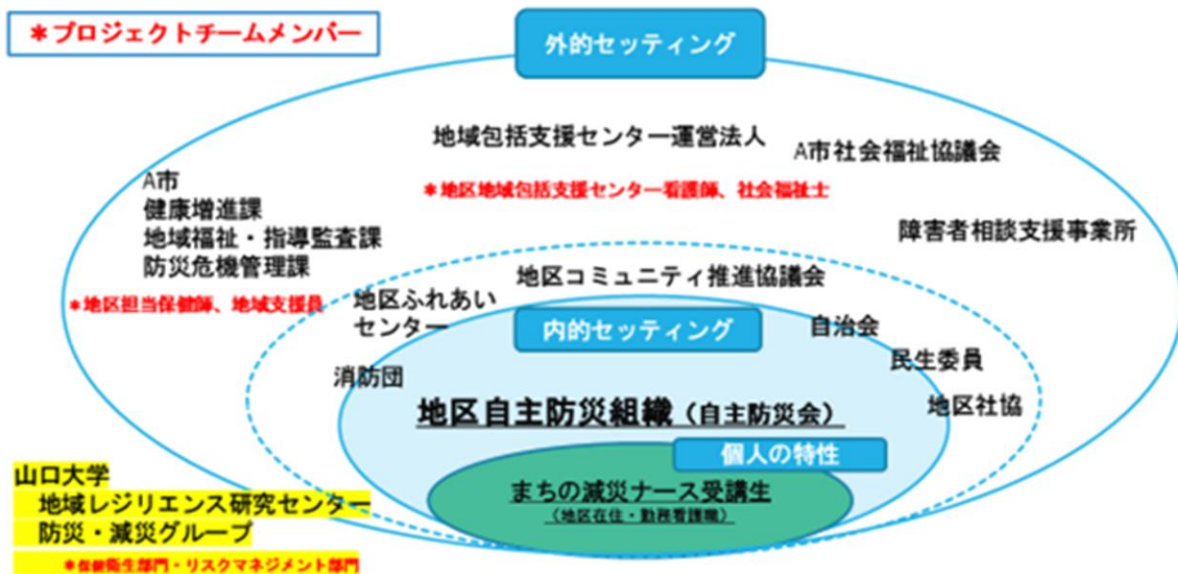 ＊プロジェクトチームメンバー
外的セッティング
地域包括支援センター運営法人
A市社会福祉協議会
＊地区地域包括支援センター看護師、社会福祉士
A市
健康増進課
地域福祉・指導監査課
防災危機管理課
＊地区担当保健師、地域支援員
障害者相談支援事業所
地区コミュニティ推進協議会
地区ふれあい
センター
内的セッティング
自治会
民生委員
消防団
地区社協
地区自主防災組織（自主防災会）
個人の特性
まちの減災ナース受講生
（地区在住・勤務看護職）
山口大学
地域レジリエンス研究センター
防災・減災グループ
＊保健衛生部門・リスクマネジメント部門